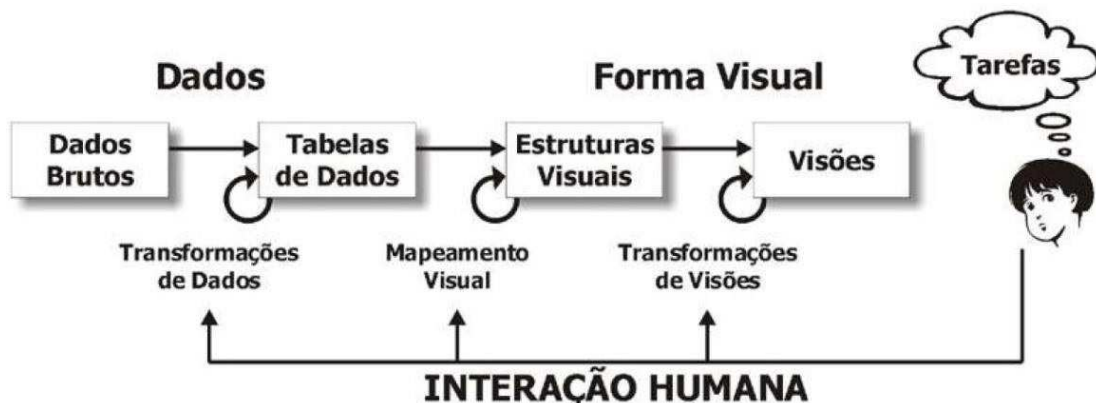 Tarefas
Dados
Forma Visual
Dados
Brutos
Tabelas
de Dados
Estruturas
Visuais
Visões
Transformações
de Dados
Mapeamento
Visual
Transformações
de Visões
INTERAÇÃO HUMANA